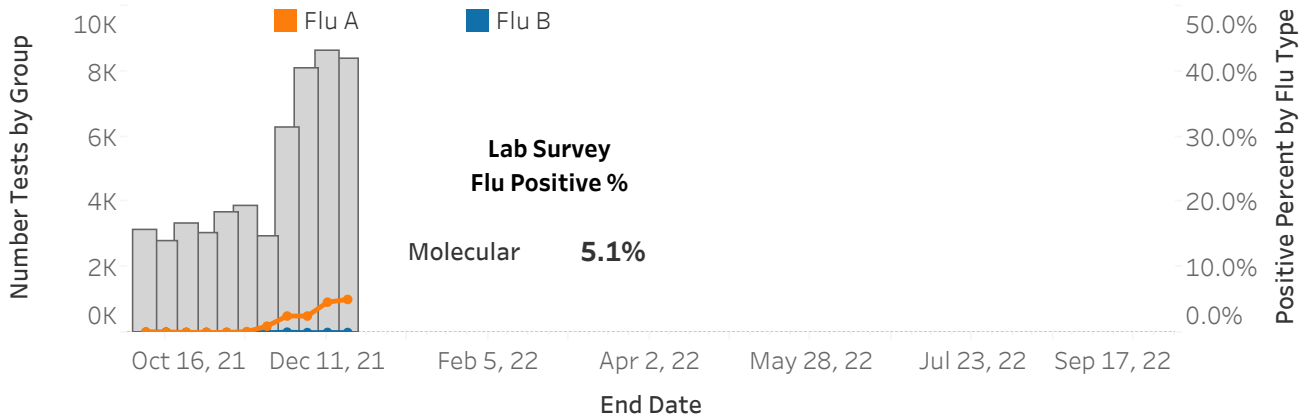 Flu A Flu B
Number Tests by Group
10K
8K
6K
4K
2K
0K
Lab Survey
Flu Positive %
Molecular 5.1%
50.0%
40.0%
30.0%
20.0%
10.0%
0.0%
Positive Percent by Flu Type
Oct 16, 21 Dec 11, 21 Feb 5, 22 Apr 2, 22 May 28, 22 Jul 23, 22 Sep 17, 22
End Date